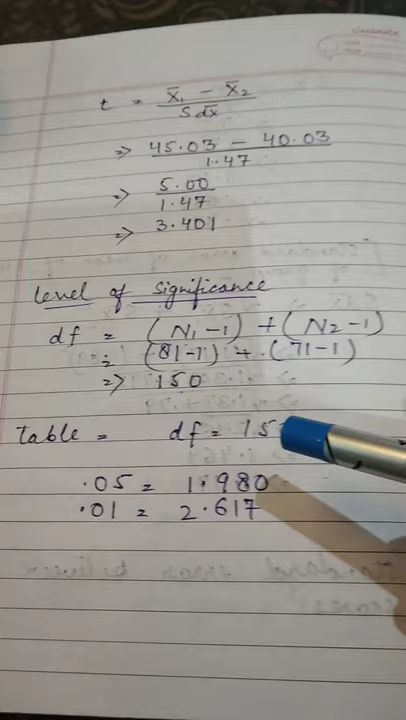 t = X̄₁ - X̄₂ / Sdx̄
=> 45.03 - 40.03 / 1.47
=> 5.00 / 1.47
=> 3.401
Level of significance
df = (N₁-1) + (N₂-1)
= (81-1) + (71-1)
=> 150
Table = df = 15
.05 = 1.980
.01 = 2.617